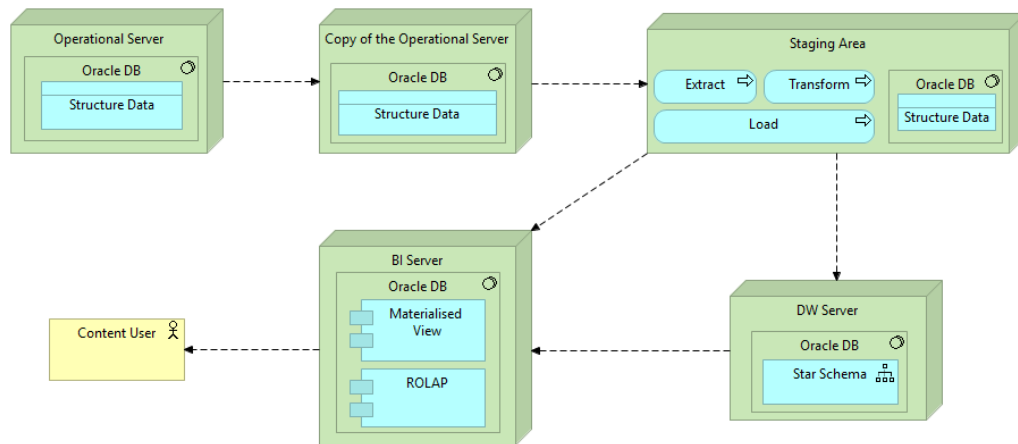 Operational Server
Oracle DB
Structure Data
Copy of the Operational Server
Oracle DB
Structure Data
Staging Area
Extract
Transform
Load
Oracle DB
Structure Data
BI Server
Oracle DB
Materialised
View
ROLAP
DW Server
Oracle DB
Star Schema
Content User